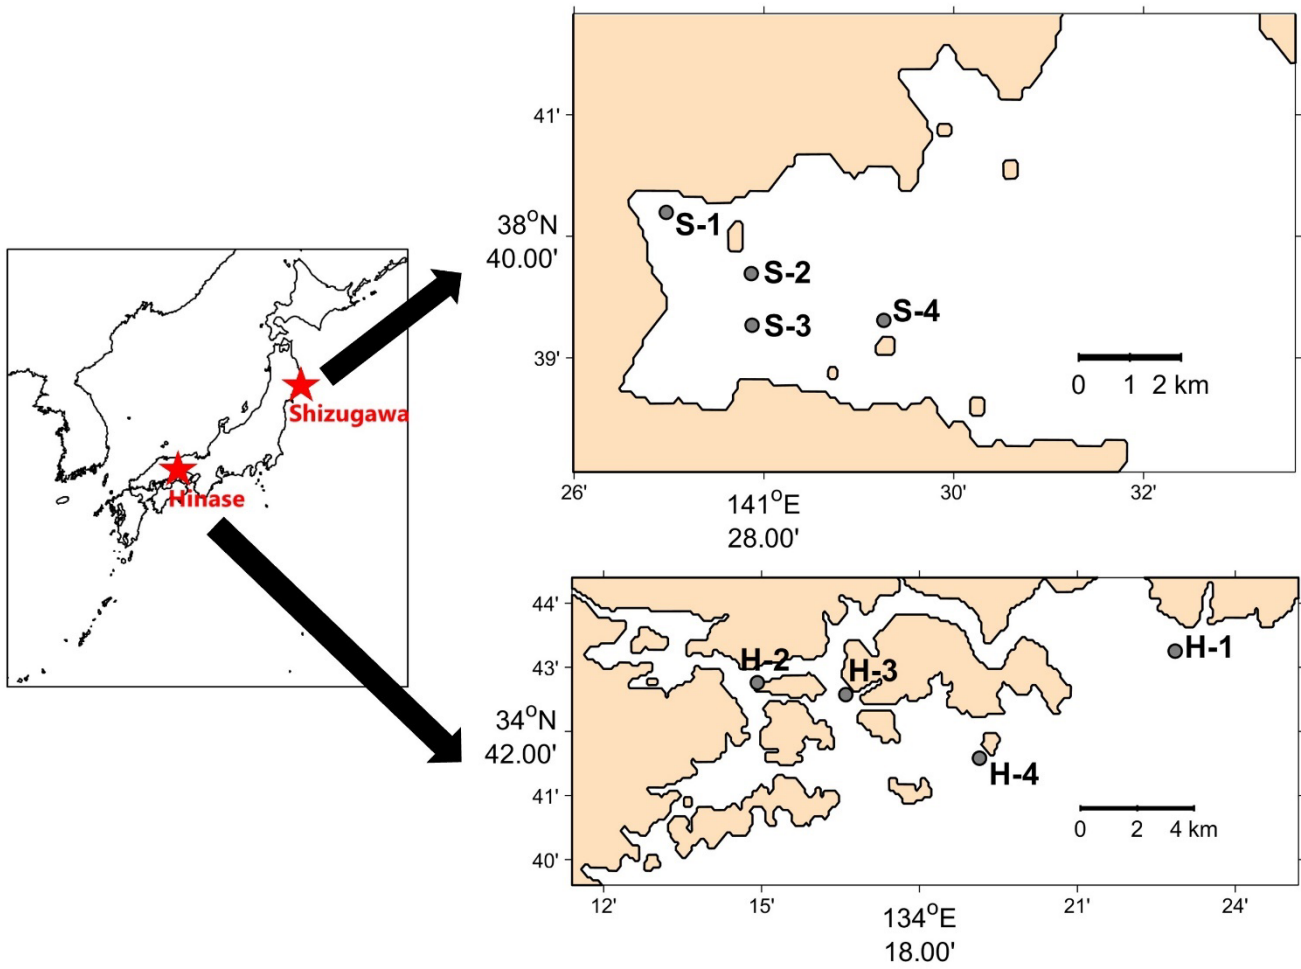 41'
38°N
40.00'
39'
S-1
S-2
S-3
S-4
0 1 2 km
26'
141°E
28.00'
30'
32'
Shizugawa
Hinase
44'
43'
34°N
42.00'
41'
40'
H-1
H-2
H-3
H-4
0 2 4 km
12'
15'
134°E
18.00'
21'
24'